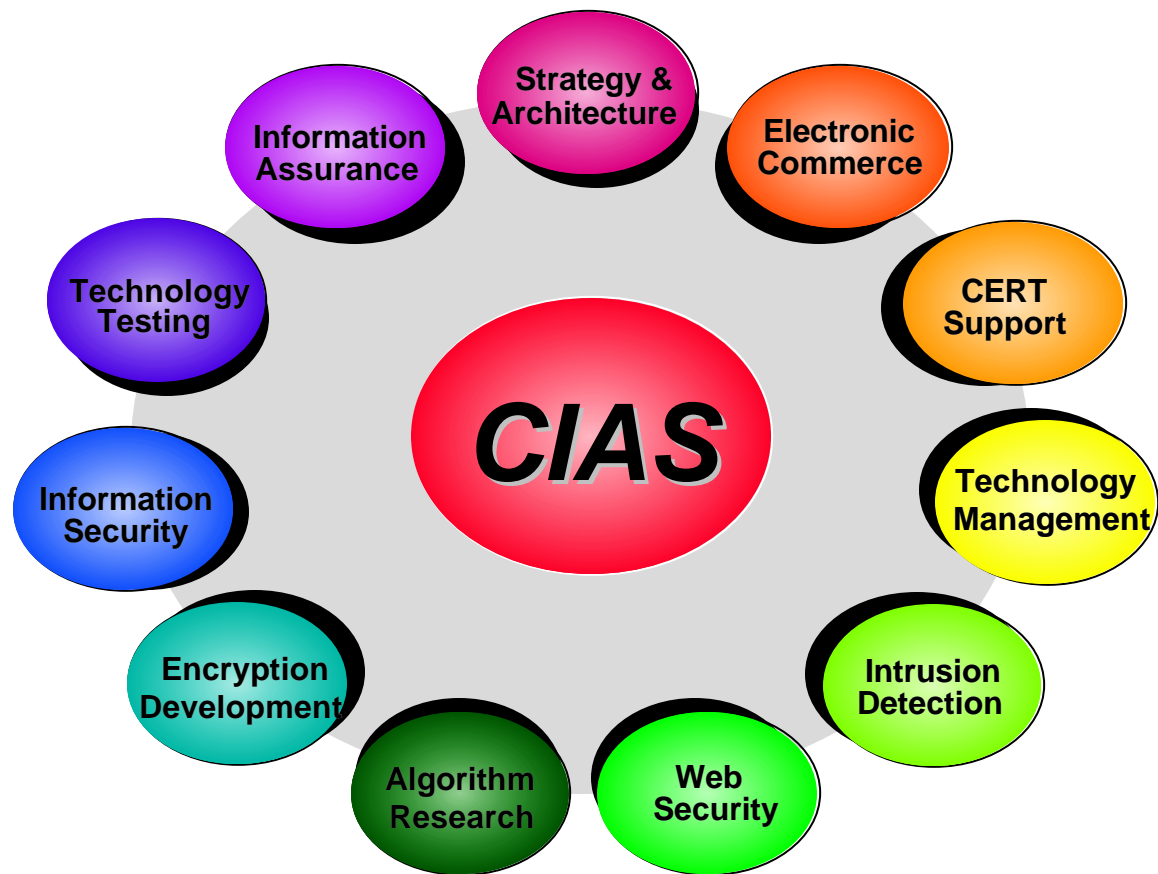 Strategy &
Architecture
Electronic
Commerce
CERT
Support
Technology
Management
Intrusion
Detection
Web
Security
Algorithm
Research
Encryption
Development
Information
Security
Technology
Testing
Information
Assurance
CIAS